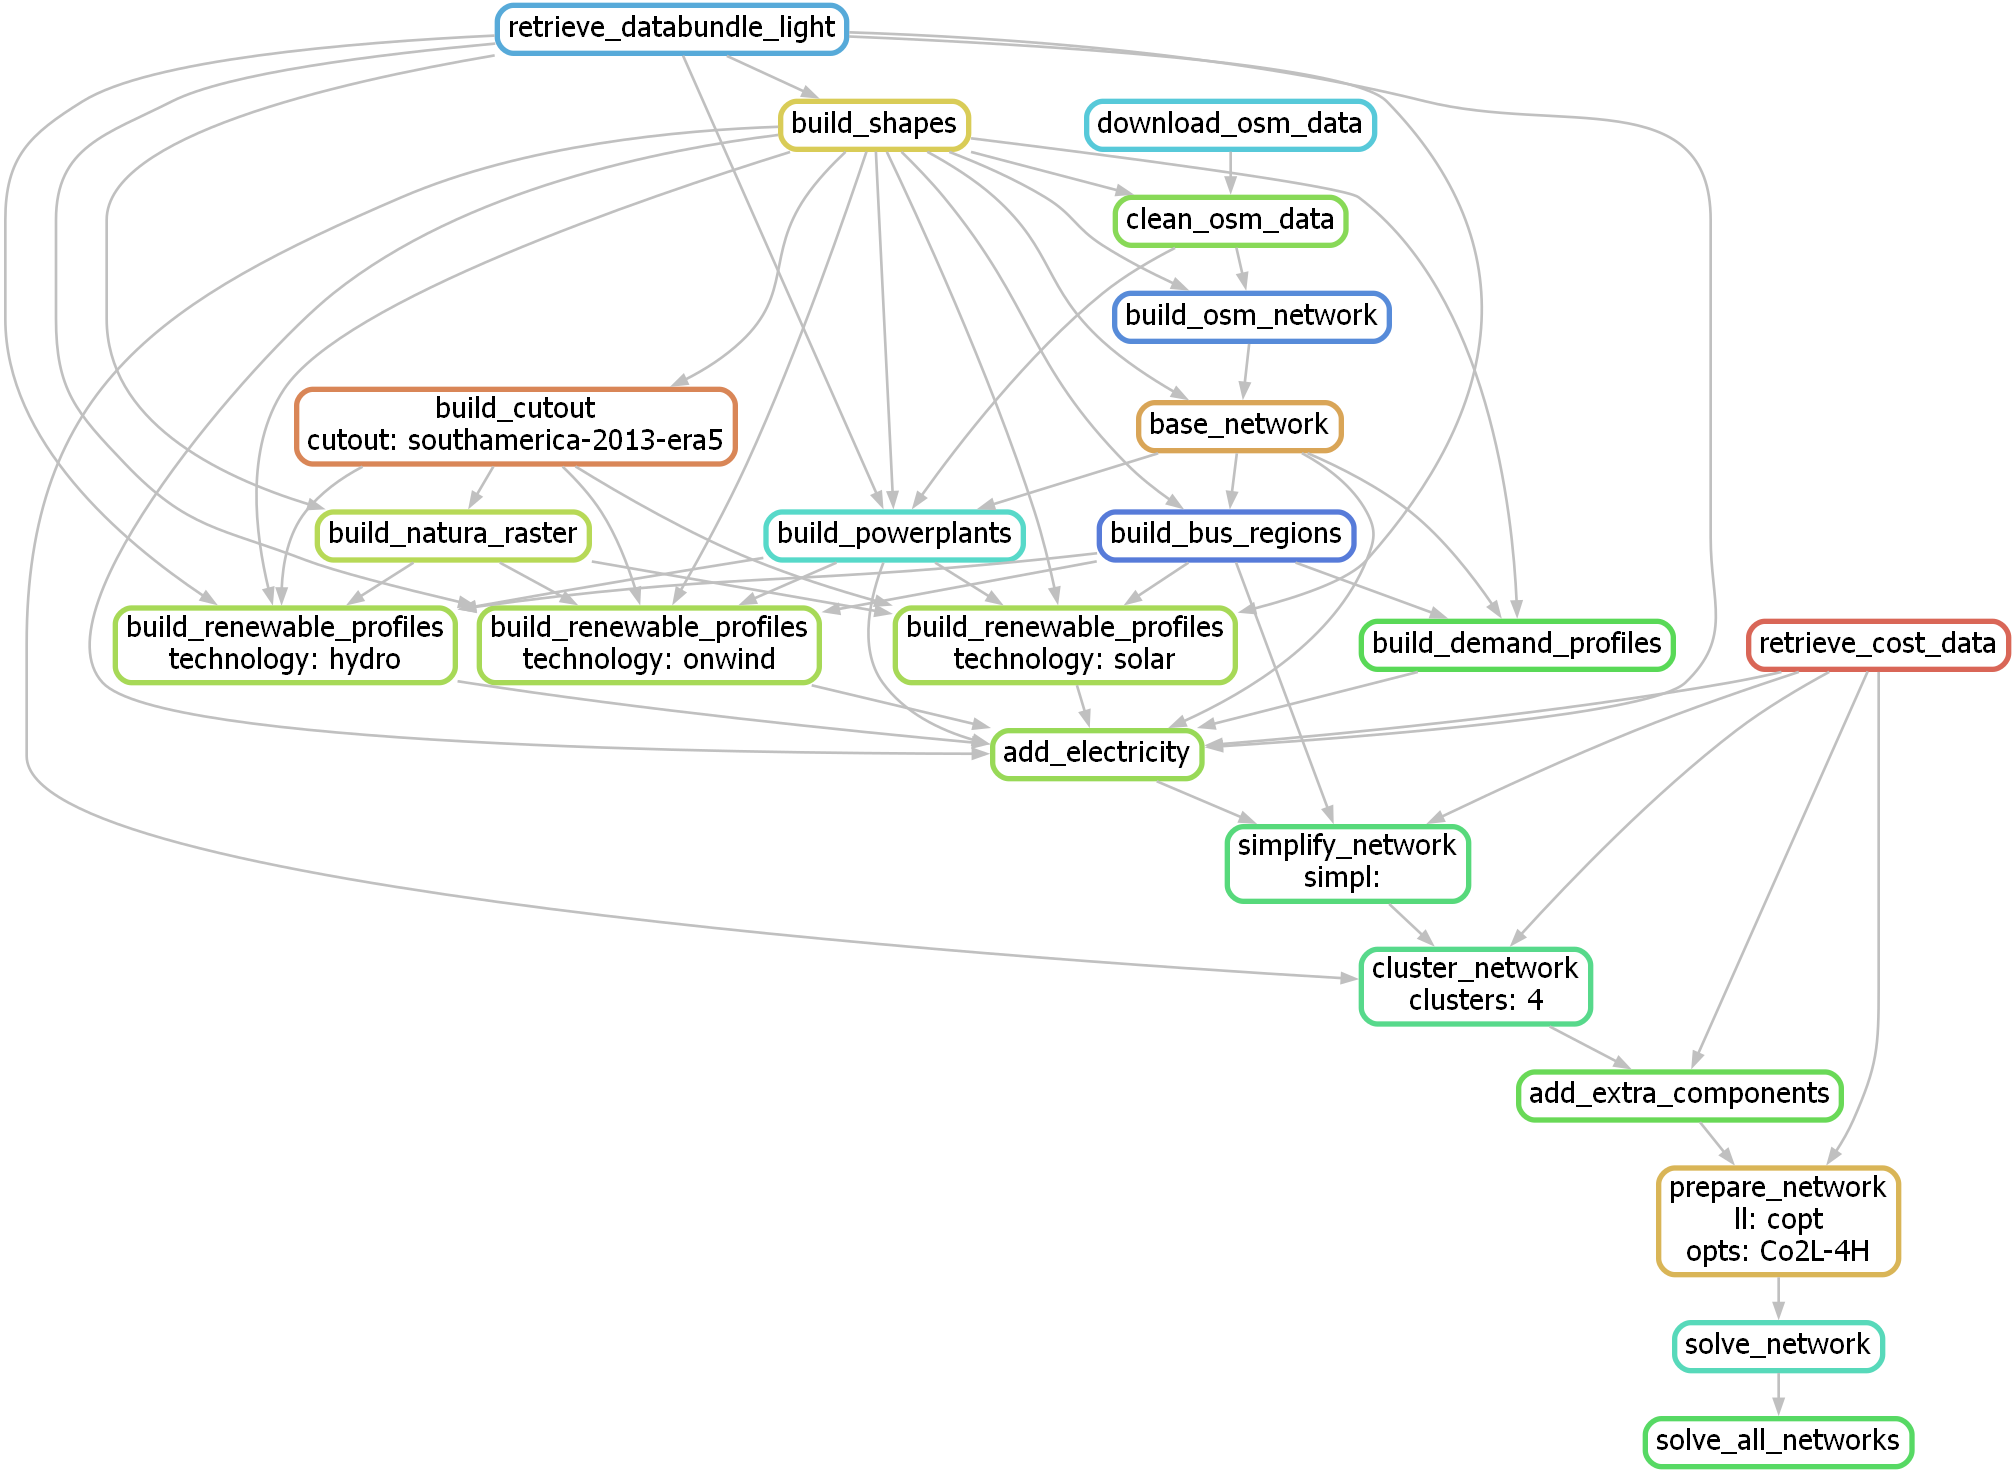 retrieve_databundle_light
build_shapes
download_osm_data
clean_osm_data
build_osm_network
build_cutout
cutout: southamerica-2013-era5
base_network
build_natura_raster
build_powerplants
build_bus_regions
build_renewable_profiles
technology: hydro
build_renewable_profiles
technology: onwind
build_renewable_profiles
technology: solar
build_demand_profiles
retrieve_cost_data
add_electricity
simplify_network
simpl:
cluster_network
clusters: 4
add_extra_components
prepare_network
ll: copt
opts: Co2L-4H
solve_network
solve_all_networks